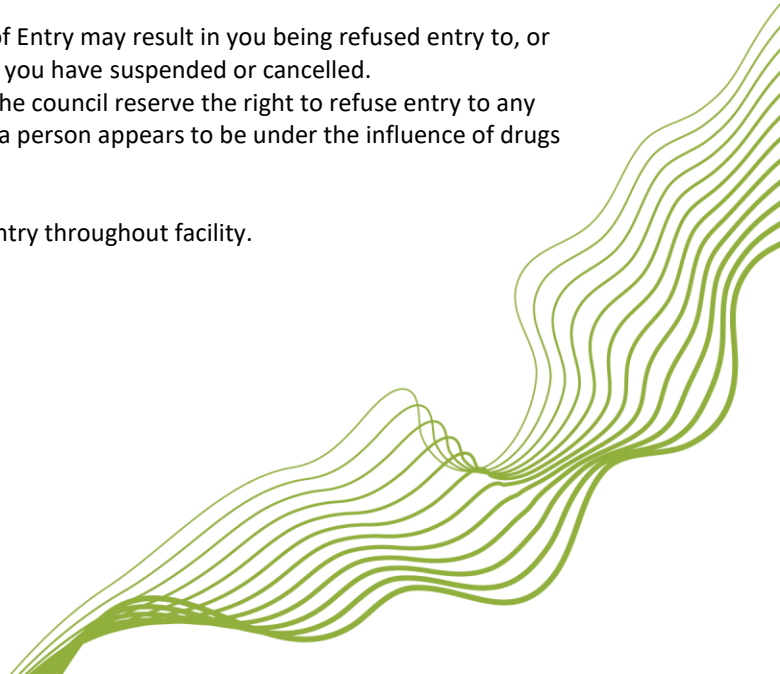 of Entry may result in you being refused entry to, or
you have suspended or cancelled.
he council reserve the right to refuse entry to any
a person appears to be under the influence of drugs
ntry throughout facility.